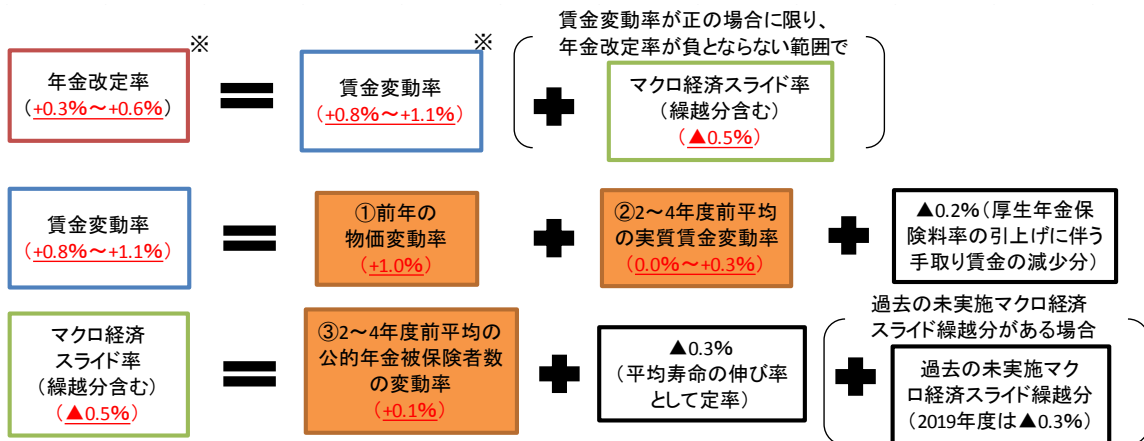 賃金変動率が正の場合に限り、
年金改定率が負とならない範囲で
※
※
年金改定率
(+0.3%～+0.6%)
賃金変動率
(+0.8%～+1.1%)
マクロ経済スライド率
(繰越分含む)
(▲0.5%)
賃金変動率
(+0.8%～+1.1%)
①前年の
物価変動率
(+1.0%)
②2～4年度前平均
の実質賃金変動率
(0.0%～+0.3%)
▲0.2%(厚生年金保
険料率の引上げに伴う
手取り賃金の減少分)
マクロ経済
スライド率
(繰越分含む)
(▲0.5%)
③2～4年度前平均の
公的年金被保険者数
の変動率
(+0.1%)
▲0.3%
(平均寿命の伸び率
として定率)
過去の未実施マクロ経済
スライド繰越分がある場合
過去の未実施マク
ロ経済スライド繰越分
(2019年度は▲0.3%)